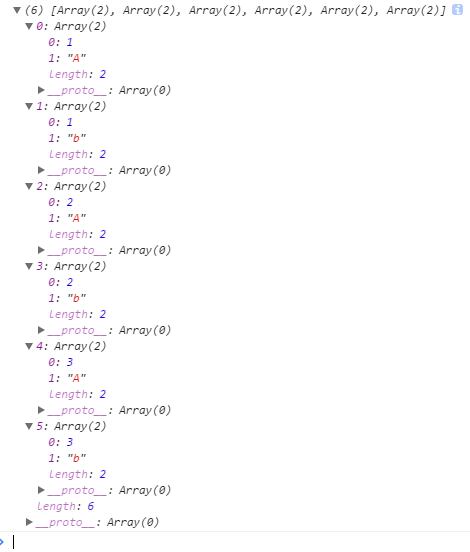 (6) [Array(2), Array(2), Array(2), Array(2), Array(2), Array(2)] i
0: Array(2)
0: 1
1: "A"
length: 2
__proto__: Array(0)
1: Array(2)
0: 1
1: "b"
length: 2
__proto__: Array(0)
2: Array(2)
0: 2
1: "A"
length: 2
__proto__: Array(0)
3: Array(2)
0: 2
1: "b"
length: 2
__proto__: Array(0)
4: Array(2)
0: 3
1: "A"
length: 2
__proto__: Array(0)
5: Array(2)
0: 3
1: "b"
length: 2
__proto__: Array(0)
length: 6
__proto__: Array(0)